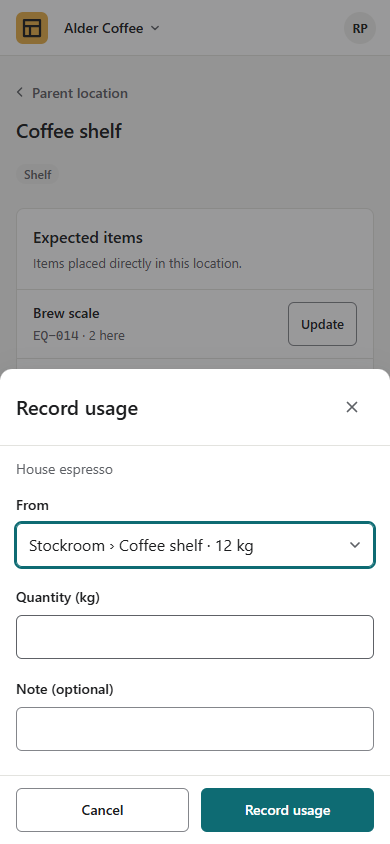 Alder Coffee
RP
Parent location
Coffee shelf
Shelf
Expected items
Items placed directly in this location.
Brew scale
EQ-014 · 2 here
Update
Record usage
House espresso
From
Stockroom › Coffee shelf · 12 kg
Quantity (kg)
Note (optional)
Cancel
Record usage